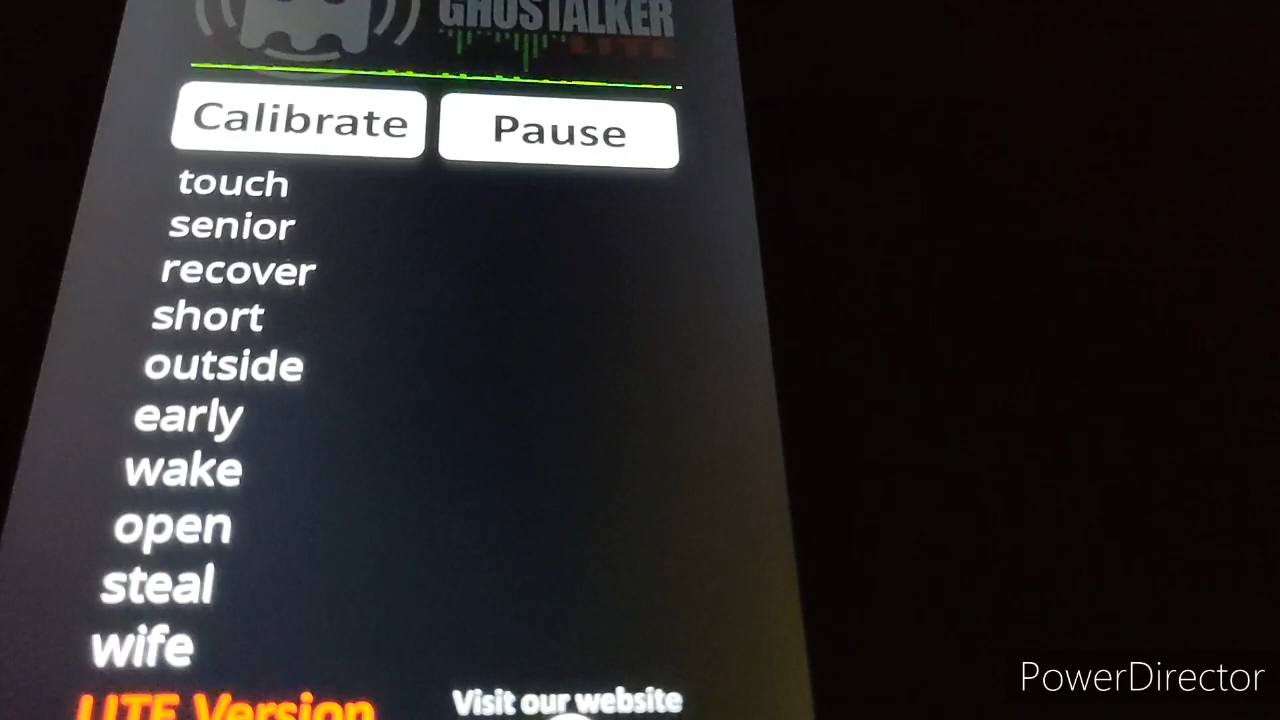 GHOSTALKER
LITE
Calibrate
Pause
touch
senior
recover
short
outside
early
wake
open
steal
wife
LITE Version
Visit our website
PowerDirector